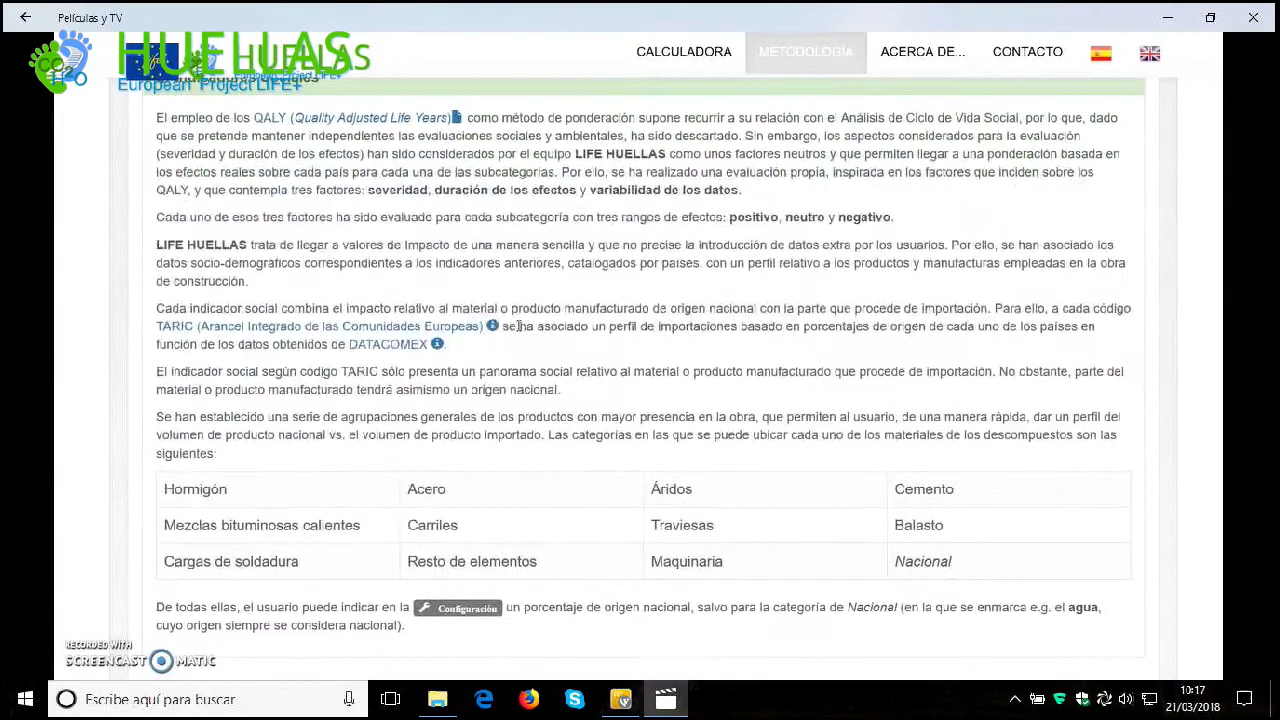 Películas y TV
HUELLAS
HUELLAS
CALCULADORA METODOLOGÍA ACERCA DE... CONTACTO
European Project LIFE+
European Project LIFE+
CO2
H2O
El empleo de los QALY (Quality Adjusted Life Years) como método de ponderación supone recurrir a su relación con el Análisis de Ciclo de Vida Social, por lo que, dado
que se pretende mantener independientes las evaluaciones sociales y ambientales, ha sido descartado. Sin embargo, los aspectos considerados para la evaluación
(severidad y duración de los efectos) han sido considerados por el equipo LIFE HUELLAS como unos factores neutros y que permiten llegar a una ponderación basada en
los efectos reales sobre cada país para cada una de las subcategorías. Por ello, se ha realizado una evaluación propia, inspirada en los factores que inciden sobre los
QALY, y que contempla tres factores: severidad, duración de los efectos y variabilidad de los datos.
Cada uno de esos tres factores ha sido evaluado para cada subcategoría con tres rangos de efectos: positivo, neutro y negativo.
LIFE HUELLAS trata de llegar a valores de impacto de una manera sencilla y que no precise la introducción de datos extra por los usuarios. Por ello, se han asociado los
datos socio-demográficos correspondientes a los indicadores anteriores, catalogados por países, con un perfil relativo a los productos y manufacturas empleadas en la obra
de construcción.
Cada indicador social combina el impacto relativo al material o producto manufacturado de origen nacional con la parte que procede de importación. Para ello, a cada código
TARIC (Arancel Integrado de las Comunidades Europeas) se ha asociado un perfil de importaciones basado en porcentajes de origen de cada uno de los países en
función de los datos obtenidos de DATACOMEX.
El indicador social según codigo TARIC sólo presenta un panorama social relativo al material o producto manufacturado que procede de importación. No obstante, parte del
material o producto manufacturado tendrá asimismo un origen nacional.
Se han establecido una serie de agrupaciones generales de los productos con mayor presencia en la obra, que permiten al usuario, de una manera rápida, dar un perfil del
volumen de producto nacional vs. el volumen de producto importado. Las categorías en las que se puede ubicar cada uno de los materiales de los descompuestos son las
siguientes:
Hormigón Acero Áridos Cemento
Mezclas bituminosas calientes Carriles Traviesas Balasto
Cargas de soldadura Resto de elementos Maquinaria Nacional
De todas ellas, el usuario puede indicar en la Configuración un porcentaje de origen nacional, salvo para la categoría de Nacional (en la que se enmarca e.g. el agua,
cuyo origen siempre se considera nacional).
RECORDED WITH
SCREENCAST MATIC
Escribe aquí para buscar
10:17
21/03/2018